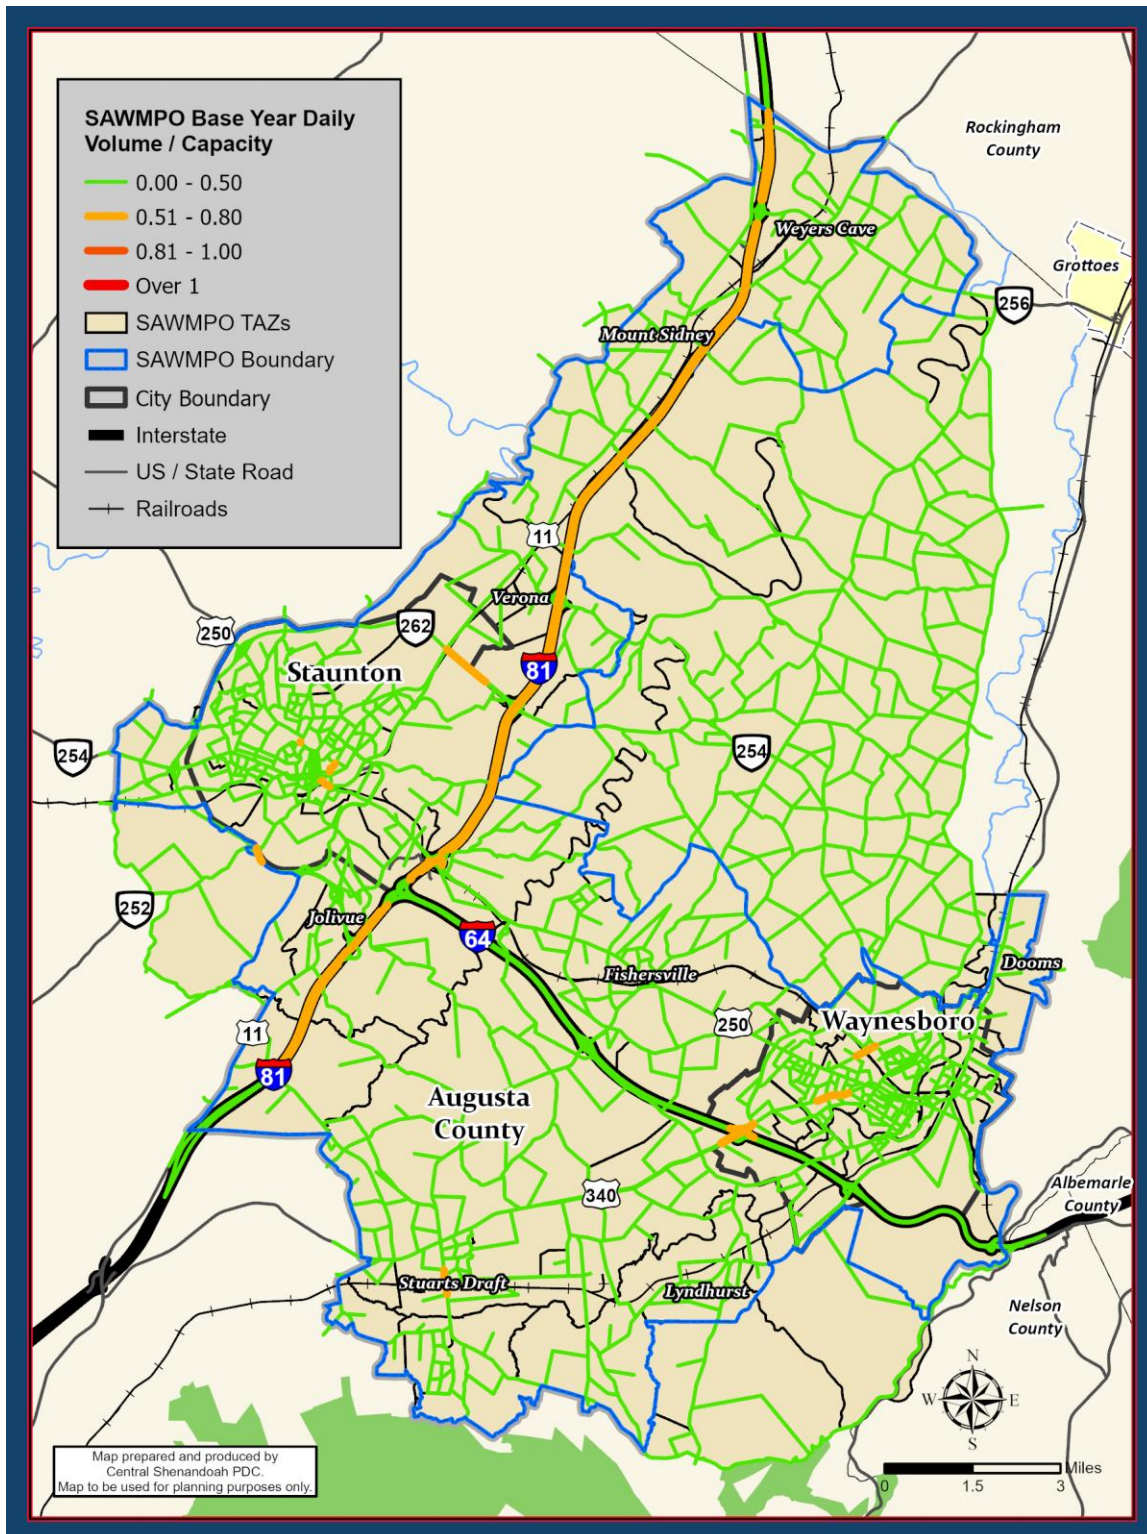 SAWMPO Base Year Daily
Volume / Capacity
0.00 - 0.50
0.51 - 0.80
0.81 - 1.00
Over 1
SAWMPO TAZs
SAWMPO Boundary
City Boundary
Interstate
US / State Road
Railroads
Rockingham
County
Weyers Cave
Grottoes
256
Mount Sidney
11
Verona
250
262
Staunton
81
254
254
252
Jolivue
64
Fishersville
Dooms
250
Waynesboro
11
81
Augusta
County
340
Albemarle
County
Stuarts Draft
Lyndhurst
Nelson
County
N
W
E
S
Miles
0
1.5
3
Map prepared and produced by
Central Shenandoah PDC.
Map to be used for planning purposes only.